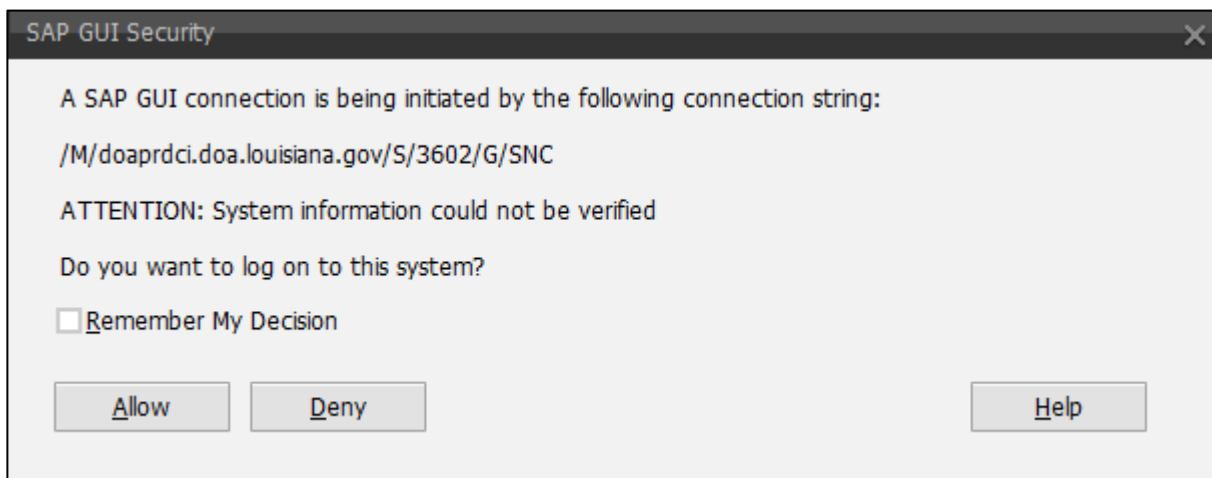 SAP GUI Security
A SAP GUI connection is being initiated by the following connection string:
/M/doaprdci.doa.louisiana.gov/S/3602/G/SNC
ATTENTION: System information could not be verified
Do you want to log on to this system?
Remember My Decision
Allow Deny Help